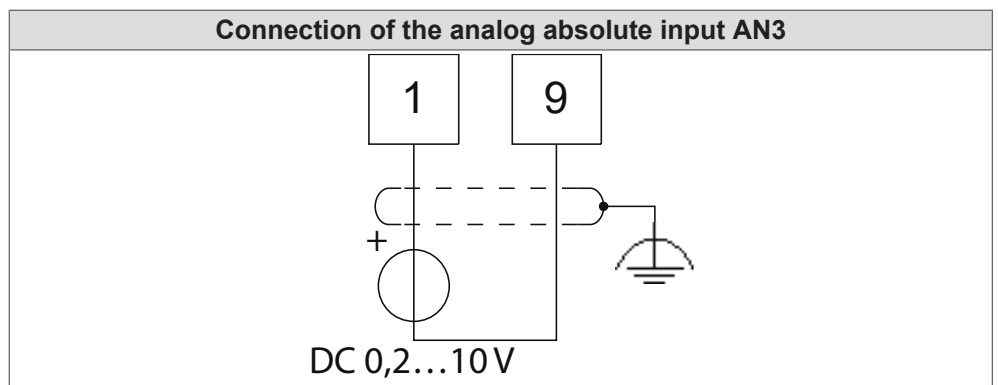 Connection of the analog absolute input AN3
1 9
+
DC 0,2…10 V